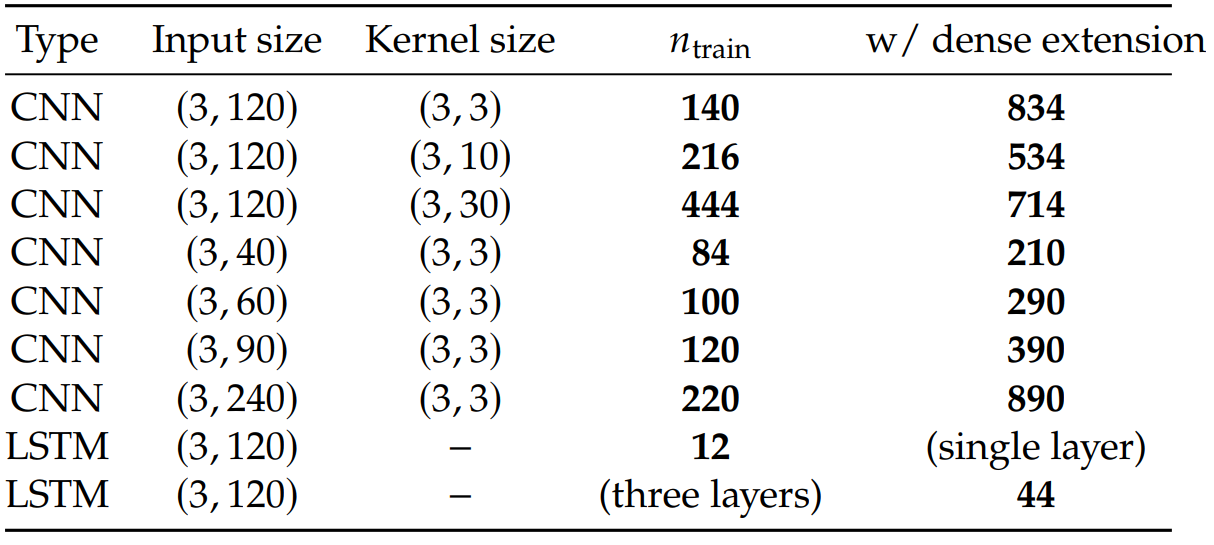 Type Input size Kernel size n_train w/ dense extension
CNN (3, 120) (3, 3) 140 834
CNN (3, 120) (3, 10) 216 534
CNN (3, 120) (3, 30) 444 714
CNN (3, 40) (3, 3) 84 210
CNN (3, 60) (3, 3) 100 290
CNN (3, 90) (3, 3) 120 390
CNN (3, 240) (3, 3) 220 890
LSTM (3, 120) – 12 (single layer)
LSTM (3, 120) – (three layers) 44